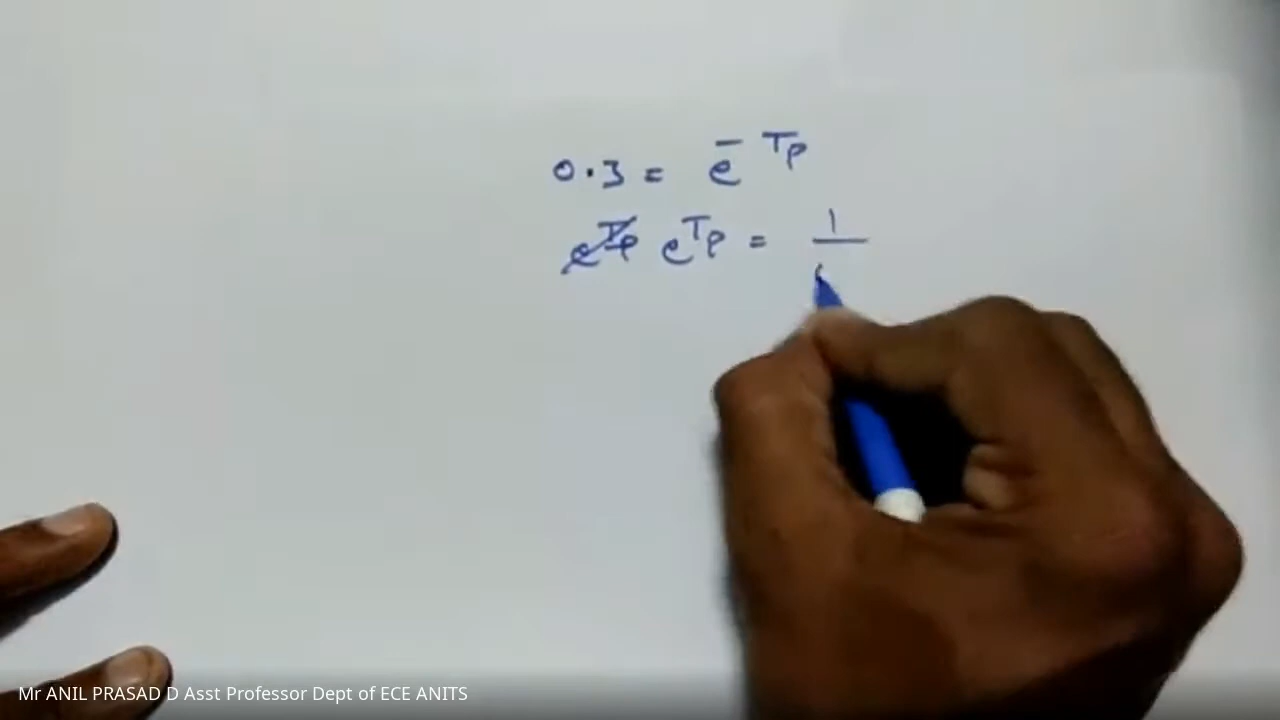 0.3 = e^-Tp
e^Tp = 1/
Mr ANIL PRASAD D Asst Professor Dept of ECE ANITS